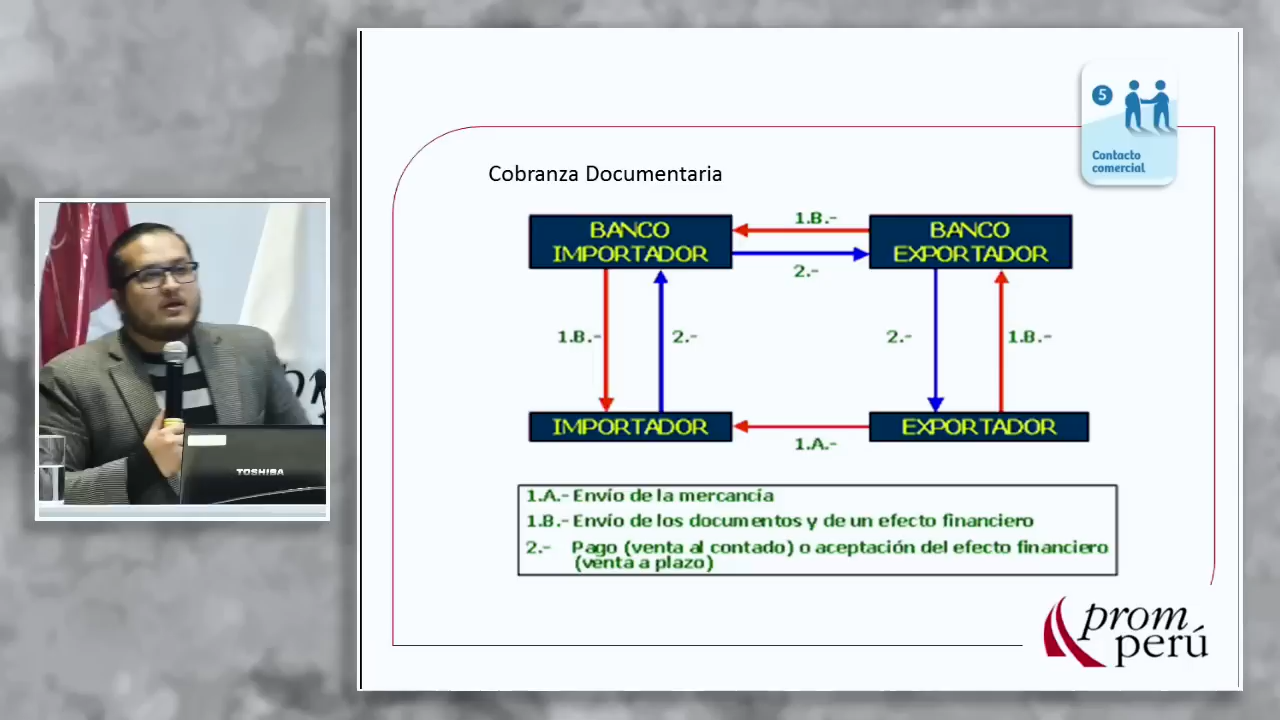 5
Contacto
comercial
Cobranza Documentaria
BANCO
IMPORTADOR
1.B.-
2.-
BANCO
EXPORTADOR
1.B.-
2.-
2.-
1.B.-
IMPORTADOR
1.A.-
EXPORTADOR
1.A.- Envío de la mercancía
1.B.- Envío de los documentos y de un efecto financiero
2.- Pago (venta al contado) o aceptación del efecto financiero
(venta a plazo)
prom
perú
TOSHIBA